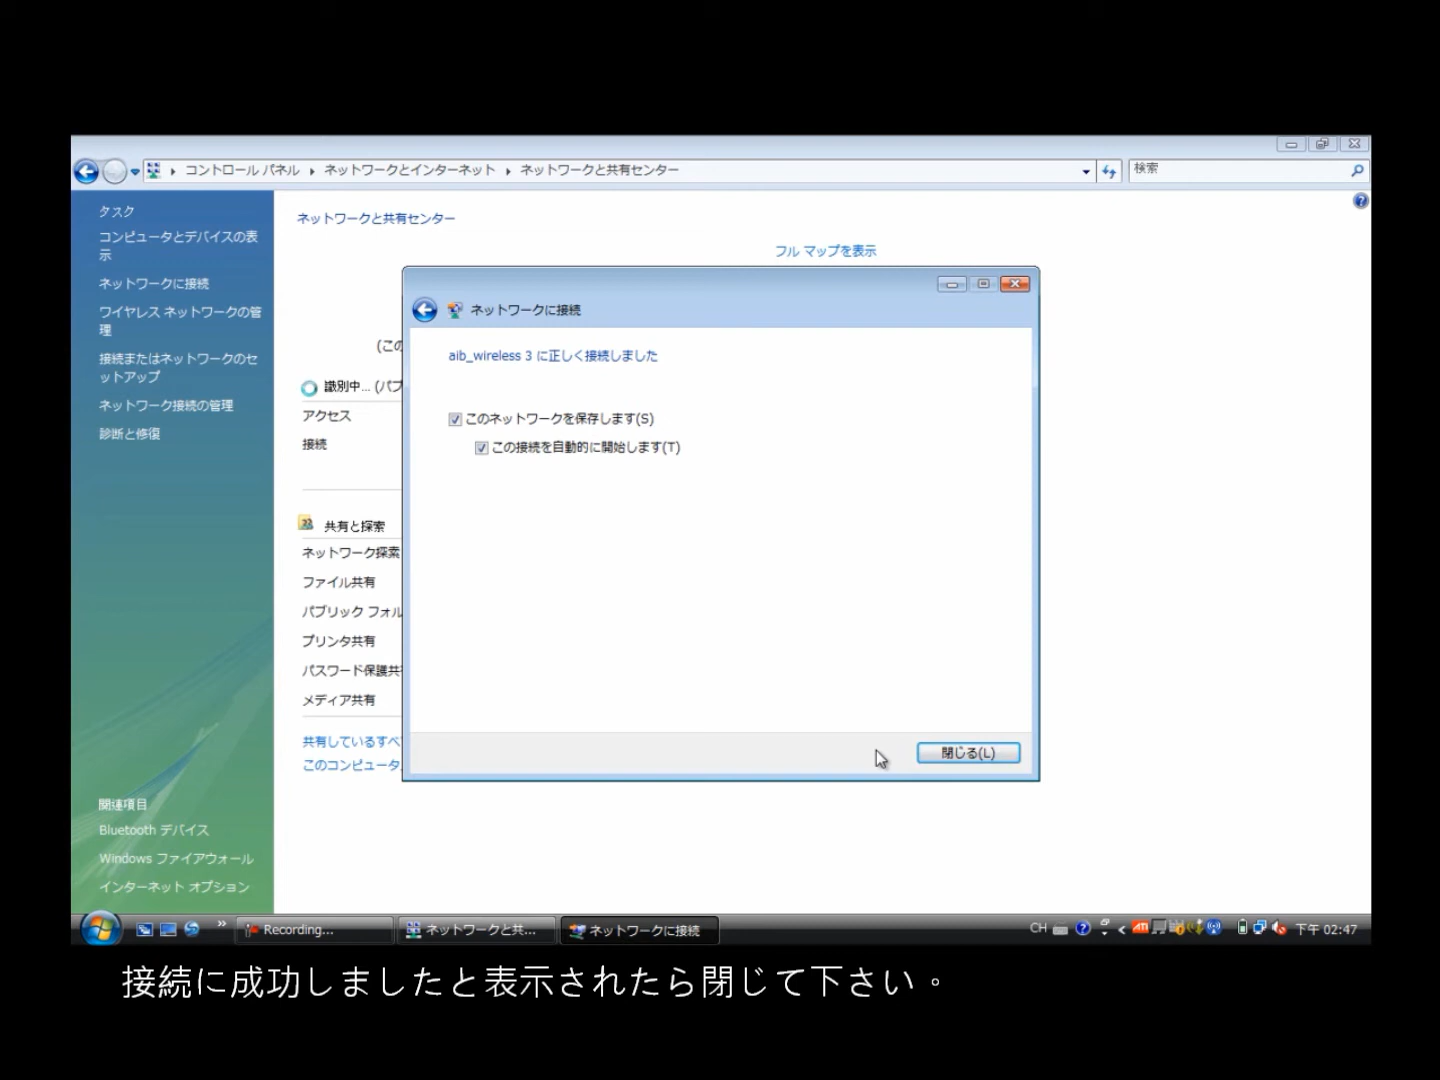 コントロール パネル ▸ ネットワークとインターネット ▸ ネットワークと共有センター
検索
タスク
コンピュータとデバイスの表
示
ネットワークに接続
ワイヤレス ネットワークの管
理
接続またはネットワークのセ
ットアップ
ネットワーク接続の管理
診断と修復
関連項目
Bluetooth デバイス
Windows ファイアウォール
インターネット オプション
ネットワークと共有センター
フル マップを表示
(この
識別中... (パブ
アクセス
接続
共有と探索
ネットワーク探索
ファイル共有
パブリック フォル
プリンタ共有
パスワード保護共
メディア共有
共有しているすべ
このコンピュータ
ネットワークに接続
aib_wireless 3 に正しく接続しました
このネットワークを保存します(S)
この接続を自動的に開始します(T)
閉じる(L)
Recording...
ネットワークと共...
ネットワークに接続
CH
下午 02:47
接続に成功しましたと表示されたら閉じて下さい。